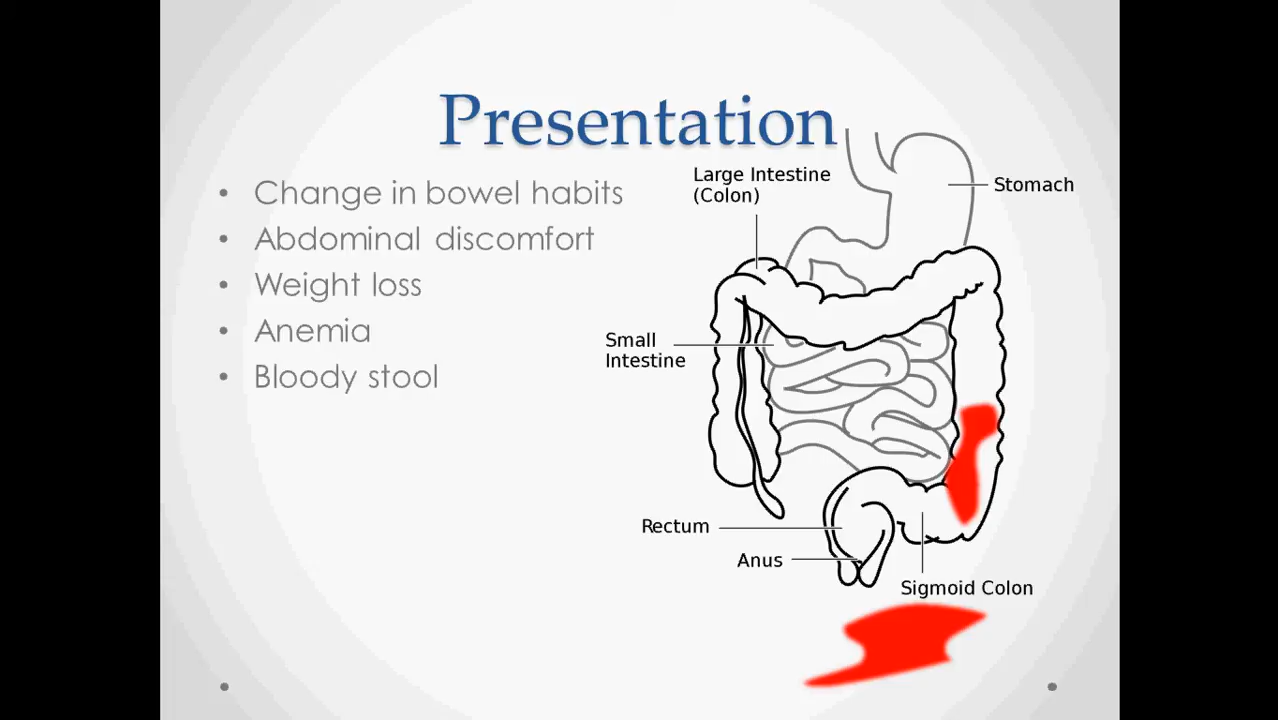 Presentation
• Change in bowel habits
• Abdominal discomfort
• Weight loss
• Anemia
• Bloody stool
Large Intestine
(Colon)
Stomach
Small
Intestine
Rectum
Anus
Sigmoid Colon